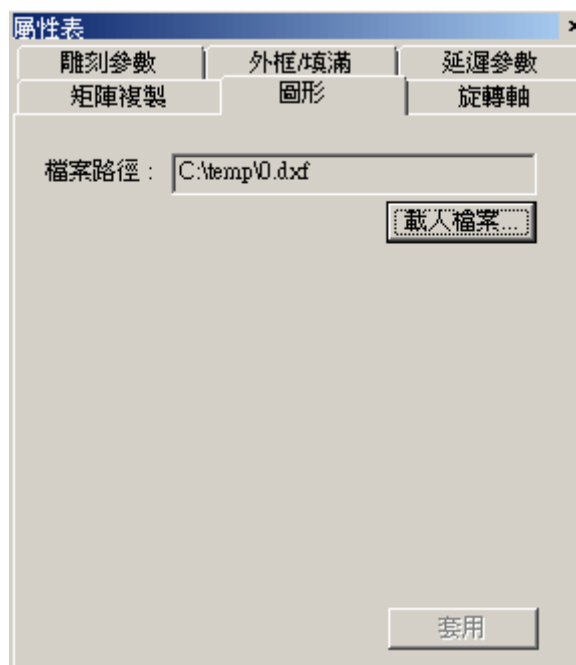 屬性表
雕刻參數 外框/填滿 延遲參數
矩陣複製 圖形 旋轉軸
檔案路徑： C:\temp\0.dxf
載入檔案...
套用